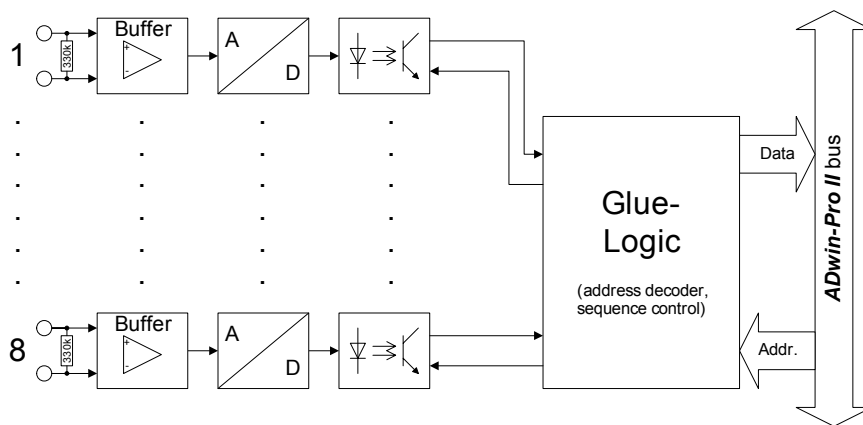 1
330k
Buffer
+
-
A
D
Glue-
Logic
(address decoder,
sequence control)
Data
Addr.
ADwin-Pro II bus
8
330k
Buffer
+
-
A
D